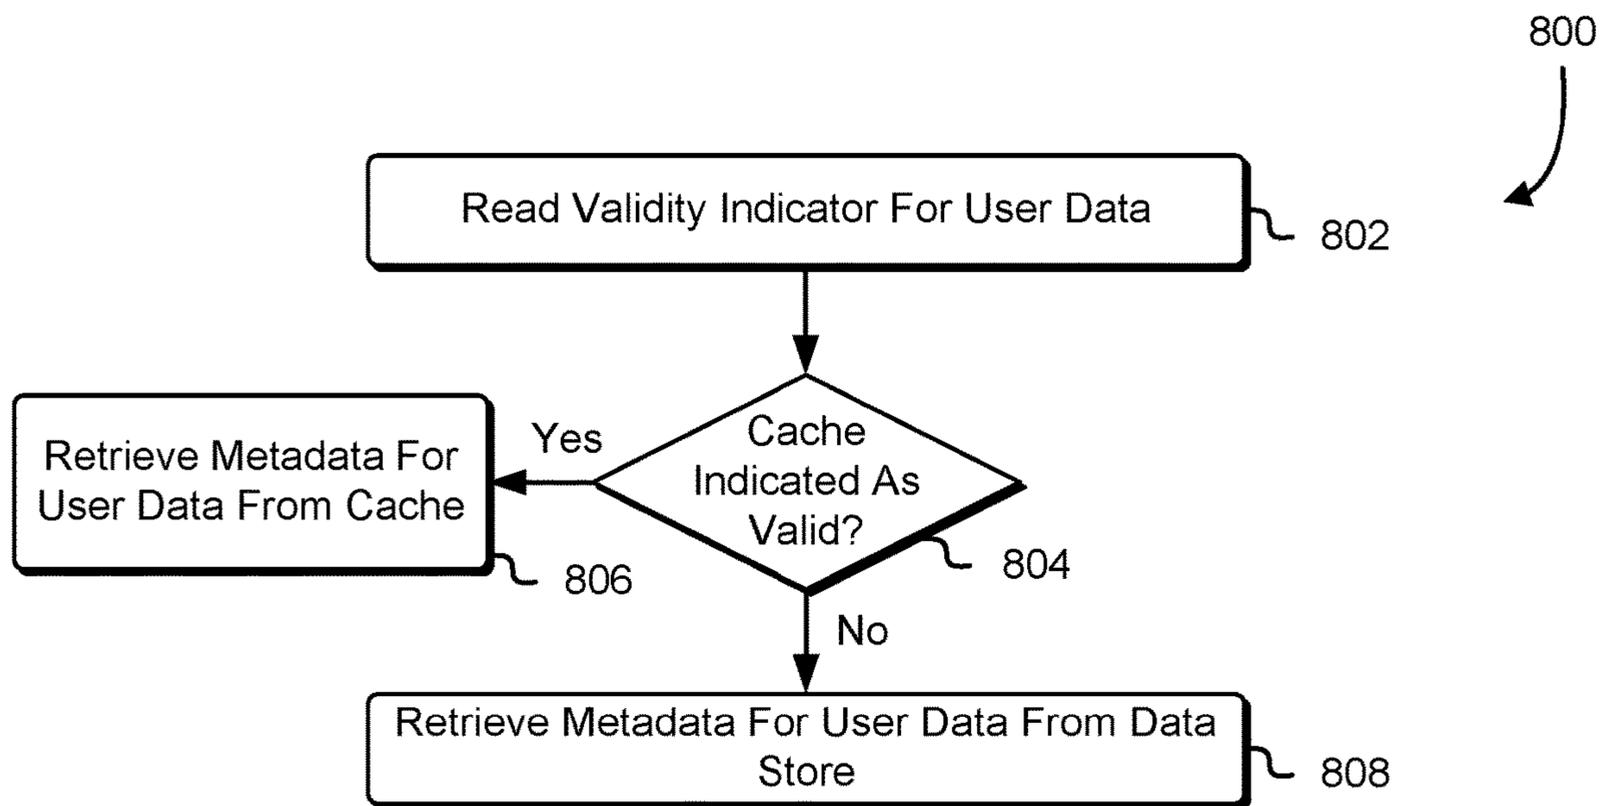 800
Read Validity Indicator For User Data
802
Cache
Indicated As
Valid?
804
Yes
Retrieve Metadata For
User Data From Cache
806
No
Retrieve Metadata For User Data From Data
Store
808